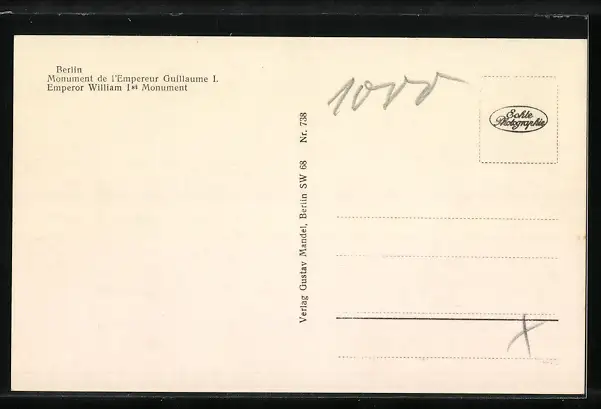 Berlin
Monument de l'Empereur Guillaume I.
Emperor William 1st Monument
Verlag Gustav Mandel, Berlin SW 68 Nr. 738
1000
Echte
Photographie
X